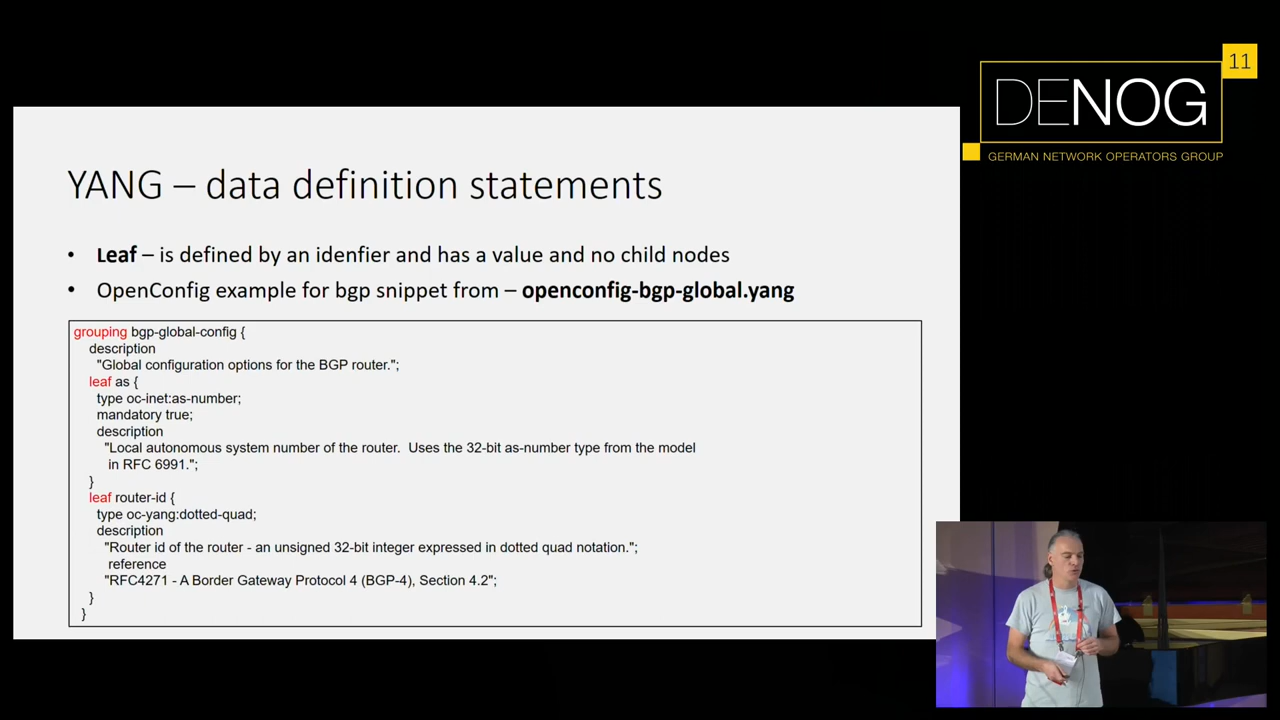 11
DENOG
GERMAN NETWORK OPERATORS GROUP
YANG – data definition statements
• Leaf – is defined by an idenfier and has a value and no child nodes
• OpenConfig example for bgp snippet from – openconfig-bgp-global.yang
grouping bgp-global-config {
description
"Global configuration options for the BGP router.";
leaf as {
type oc-inet:as-number;
mandatory true;
description
"Local autonomous system number of the router.  Uses the 32-bit as-number type from the model
in RFC 6991.";
}
leaf router-id {
type oc-yang:dotted-quad;
description
"Router id of the router - an unsigned 32-bit integer expressed in dotted quad notation.";
reference
"RFC4271 - A Border Gateway Protocol 4 (BGP-4), Section 4.2";
}
}